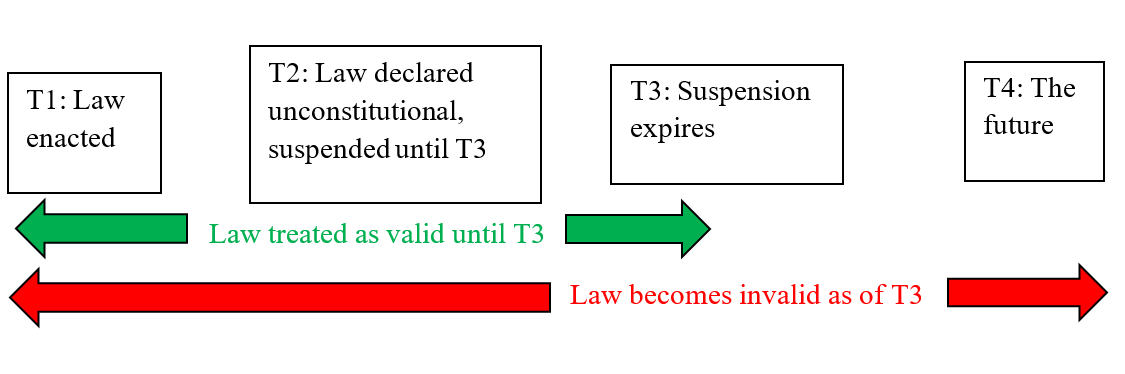 T1: Law
enacted
T2: Law declared
unconstitutional,
suspended until T3
T3: Suspension
expires
T4: The
future
Law treated as valid until T3
Law becomes invalid as of T3